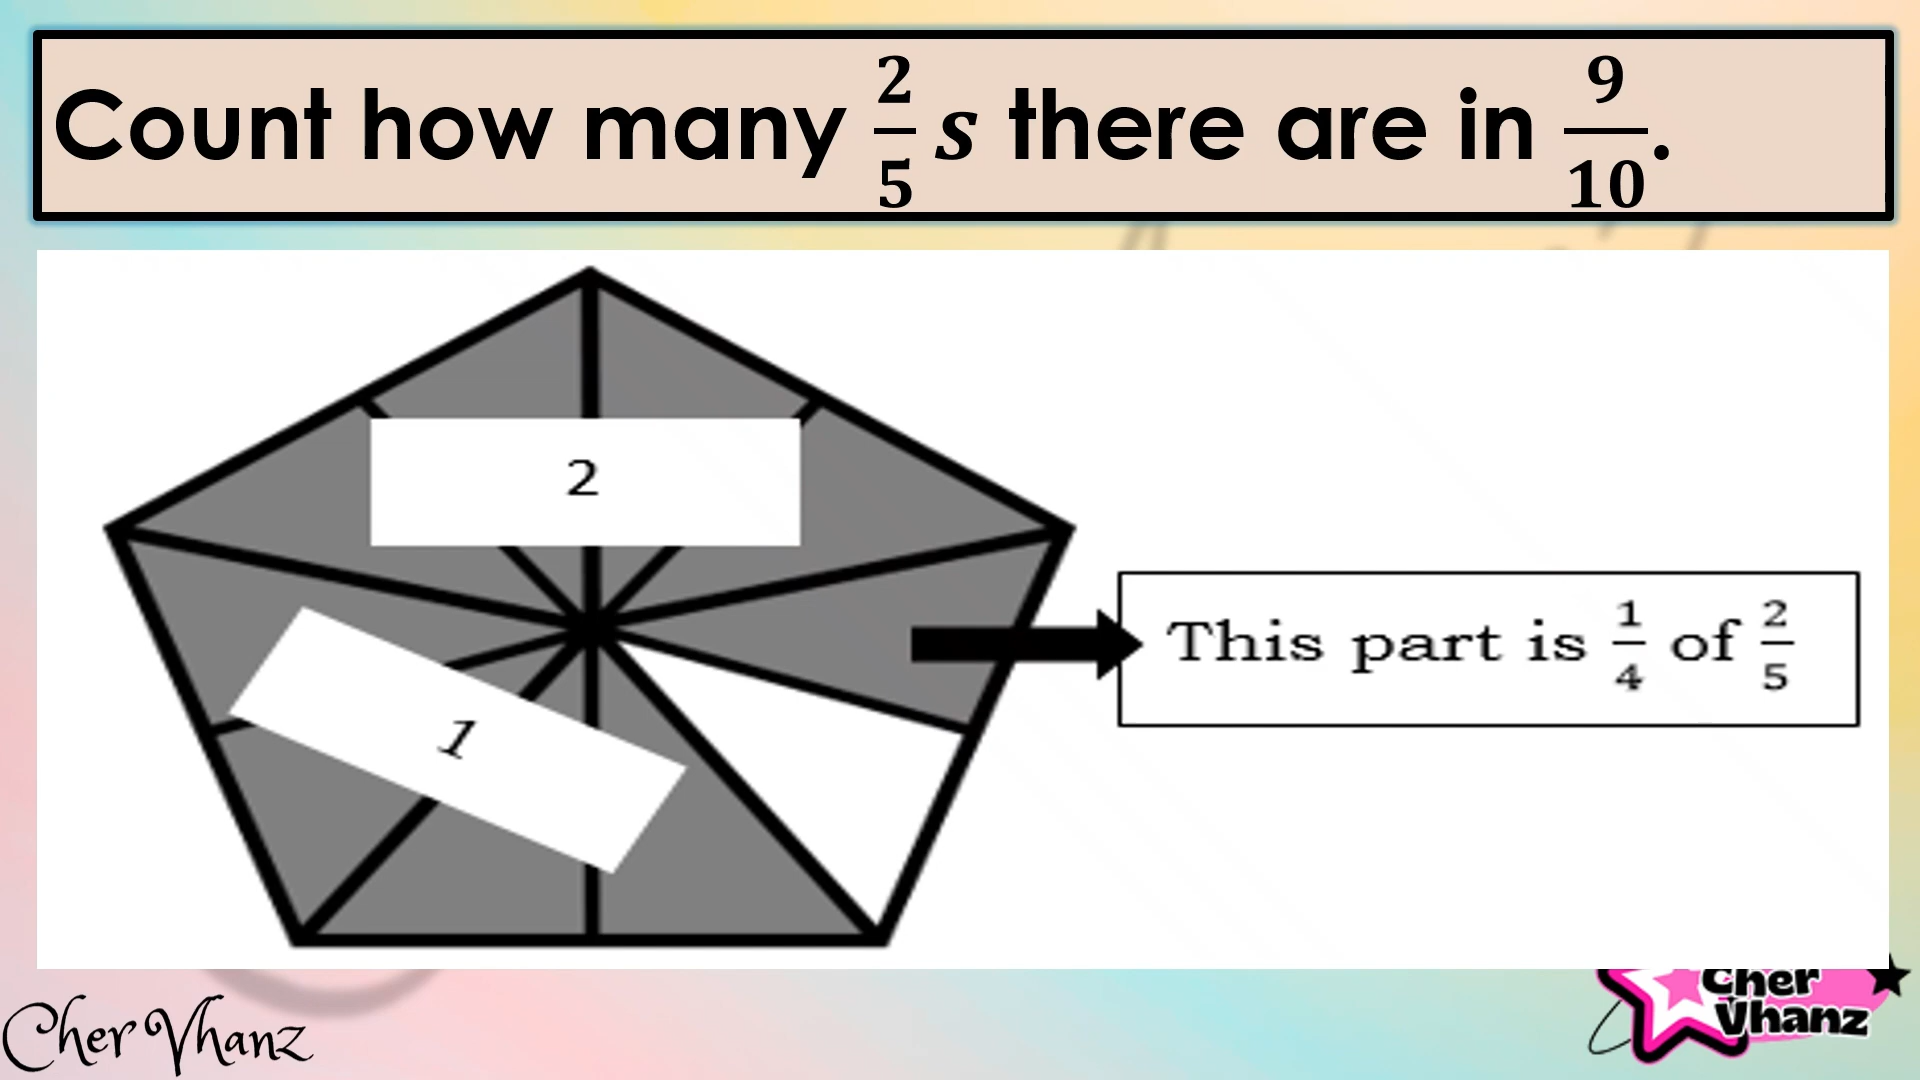 Count how many 2/5 s there are in 9/10.
2
1
This part is 1/4 of 2/5
Cher Vhanz
Cher
Vhanz